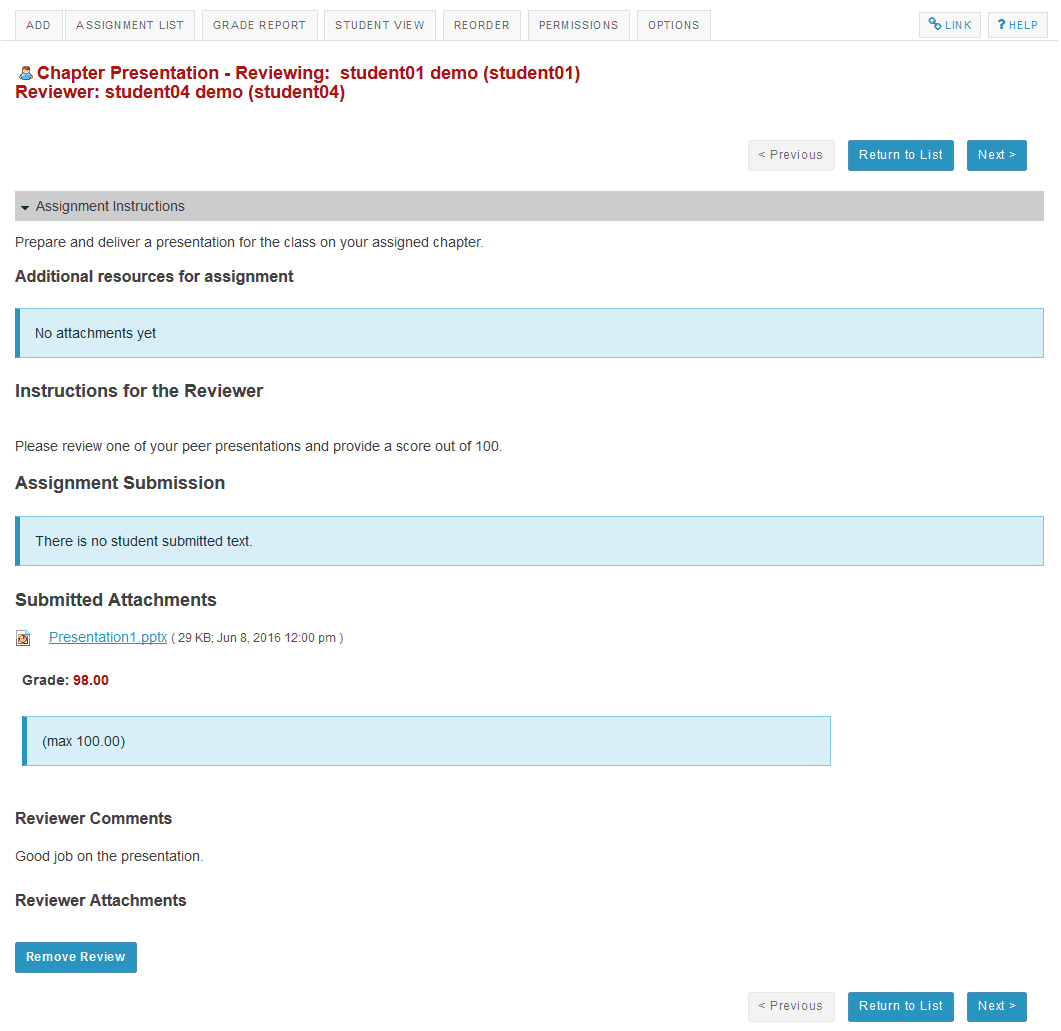 ADD ASSIGNMENT LIST GRADE REPORT STUDENT VIEW REORDER PERMISSIONS OPTIONS LINK ? HELP
Chapter Presentation - Reviewing: student01 demo (student01)
Reviewer: student04 demo (student04)
< Previous Return to List Next >
Assignment Instructions
Prepare and deliver a presentation for the class on your assigned chapter.
Additional resources for assignment
No attachments yet
Instructions for the Reviewer
Please review one of your peer presentations and provide a score out of 100.
Assignment Submission
There is no student submitted text.
Submitted Attachments
Presentation1.pptx ( 29 KB; Jun 8, 2016 12:00 pm )
Grade: 98.00
(max 100.00)
Reviewer Comments
Good job on the presentation.
Reviewer Attachments
Remove Review
< Previous Return to List Next >